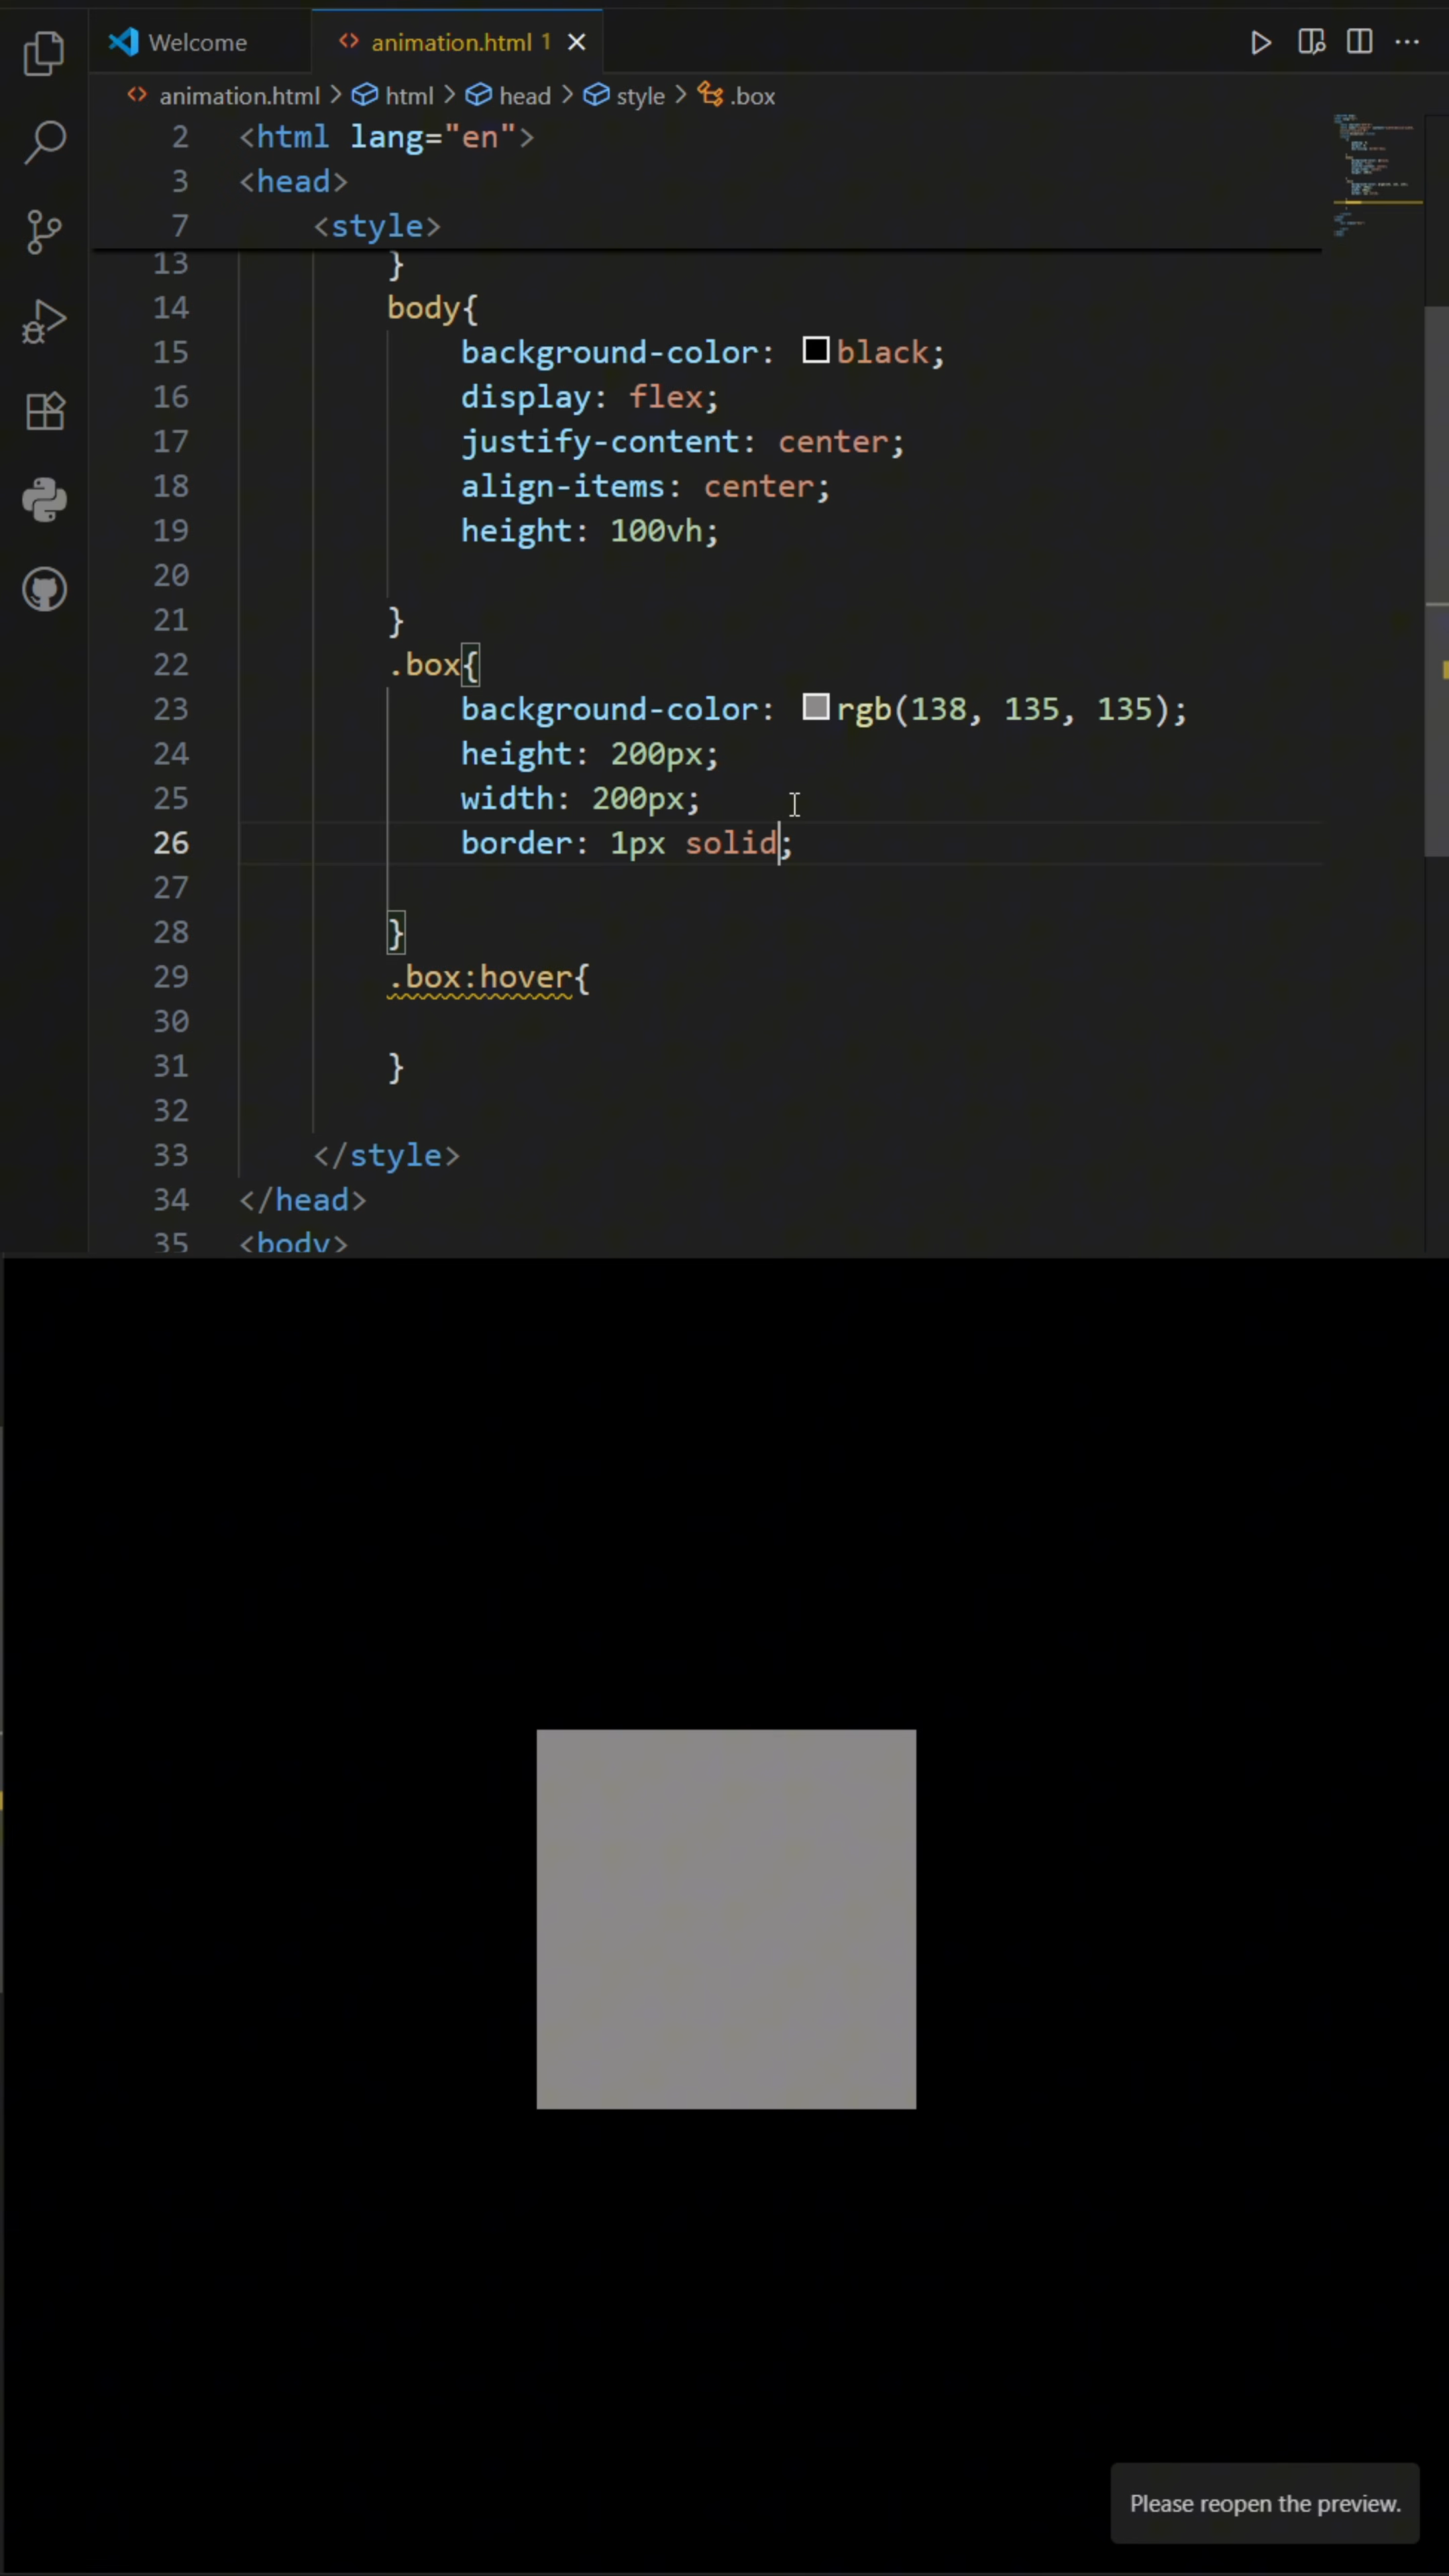 Welcome
animation.html 1
animation.html > html > head > style > .box
2 <html lang="en">
3 <head>
7 <style>
13 }
14 body{
15 background-color: black;
16 display: flex;
17 justify-content: center;
18 align-items: center;
19 height: 100vh;
20
21 }
22 .box{
23 background-color: rgb(138, 135, 135);
24 height: 200px;
25 width: 200px;
26 border: 1px solid;
27
28 }
29 .box:hover{
30
31 }
32
33 </style>
34 </head>
35 <body>
Please reopen the preview.